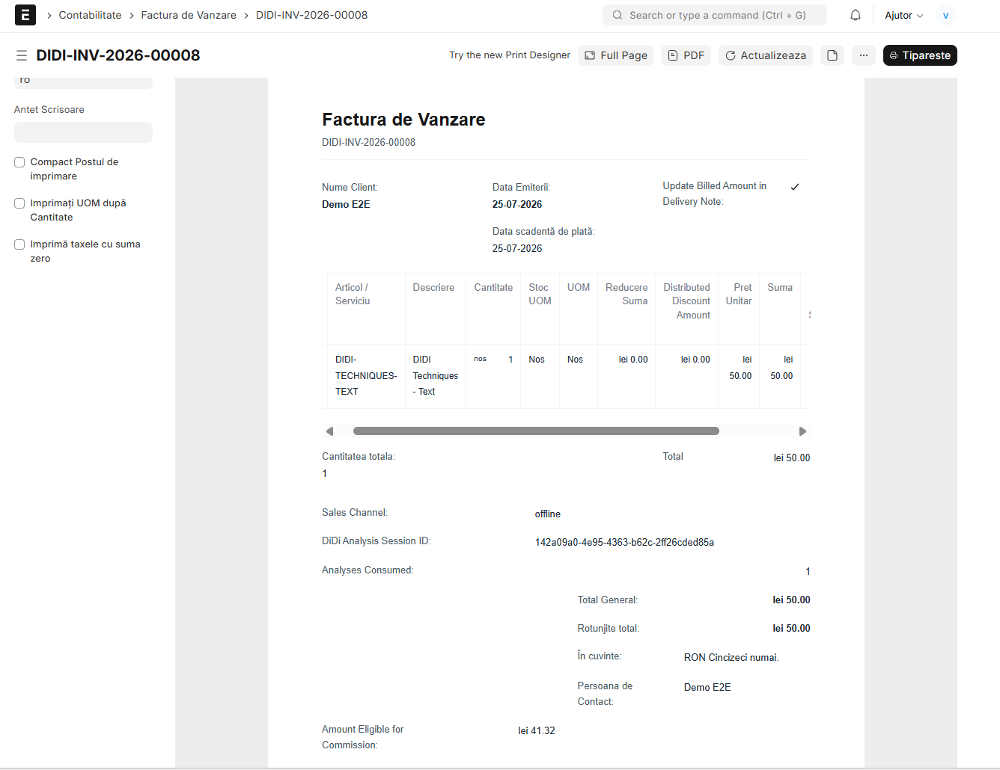 E
Contabilitate
Factura de Vanzare
DIDI-INV-2026-00008
Search or type a command (Ctrl + G)
Ajutor
v
DIDI-INV-2026-00008
Try the new Print Designer
Full Page
PDF
Actualizeaza
Tipareste
ro
Antet Scrisoare
Compact Postul de
imprimare
Imprimați UOM după
Cantitate
Imprimă taxele cu suma
zero
Factura de Vanzare
DIDI-INV-2026-00008
Nume Client:
Demo E2E
Data Emiterii:
25-07-2026
Data scadentă de plată:
25-07-2026
Update Billed Amount in
Delivery Note:
Articol /
Serviciu
Descriere
Cantitate
Stoc
UOM
UOM
Reducere
Suma
Distributed
Discount
Amount
Pret
Unitar
Suma
DIDI-
TECHNIQUES-
TEXT
DIDI
Techniques
- Text
nos 1
Nos
Nos
lei 0.00
lei 0.00
lei
50.00
lei
50.00
Cantitatea totala:
1
Total
lei 50.00
Sales Channel:
offline
DiDi Analysis Session ID:
142a09a0-4e95-4363-b62c-2ff26cded85a
Analyses Consumed:
1
Total General:
lei 50.00
Rotunjite total:
lei 50.00
În cuvinte:
RON Cincizeci numai.
Persoana de
Contact:
Demo E2E
Amount Eligible for
Commission:
lei 41.32